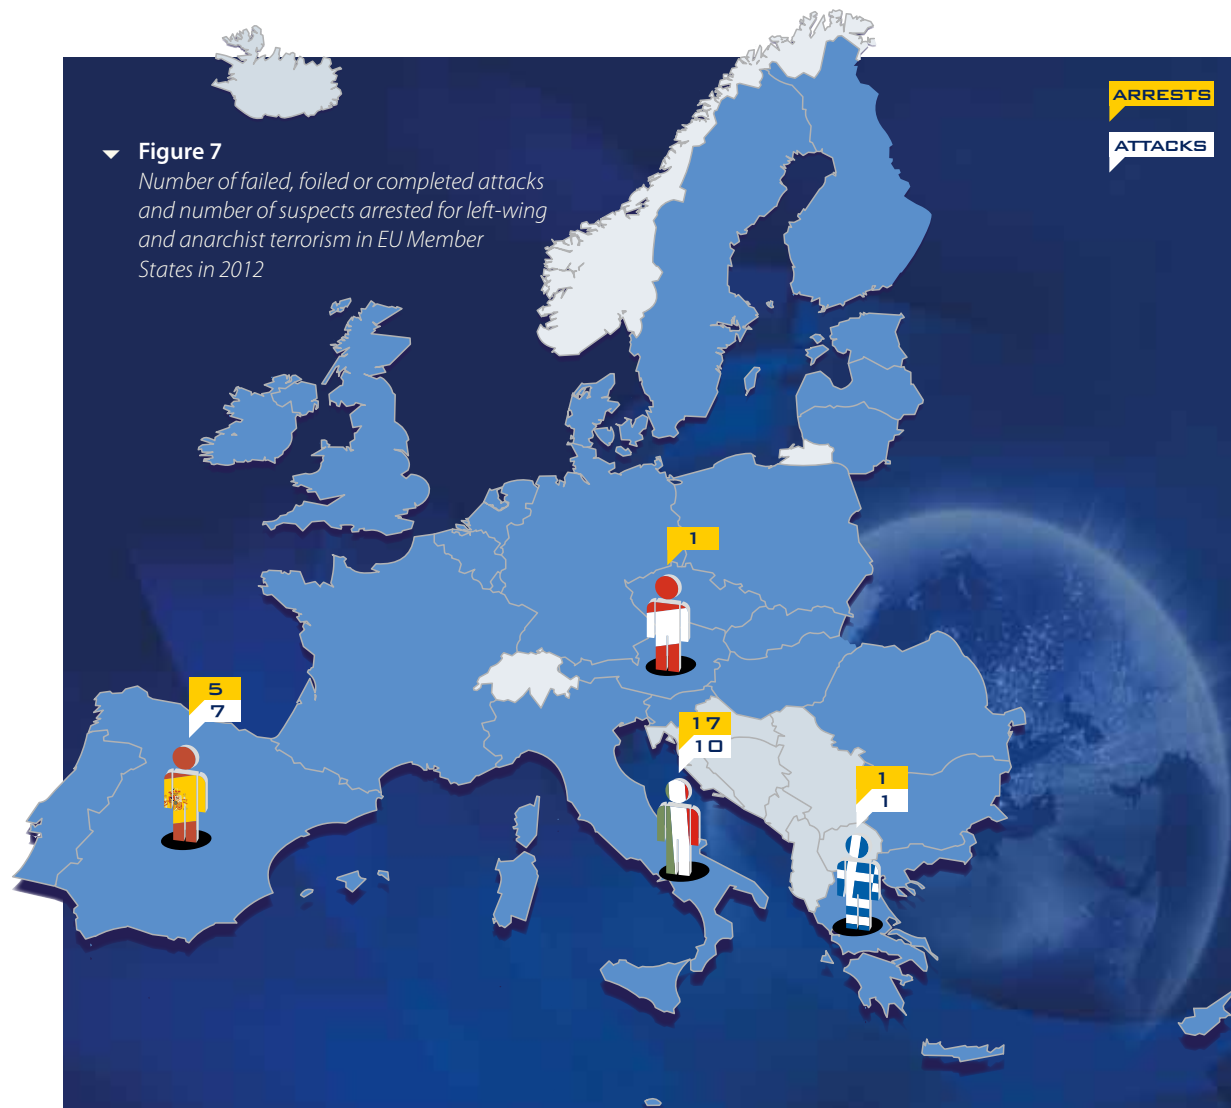 ARRESTS
ATTACKS
Figure 7
Number of failed, foiled or completed attacks
and number of suspects arrested for left-wing
and anarchist terrorism in EU Member
States in 2012
1
5
7
17
10
1
1